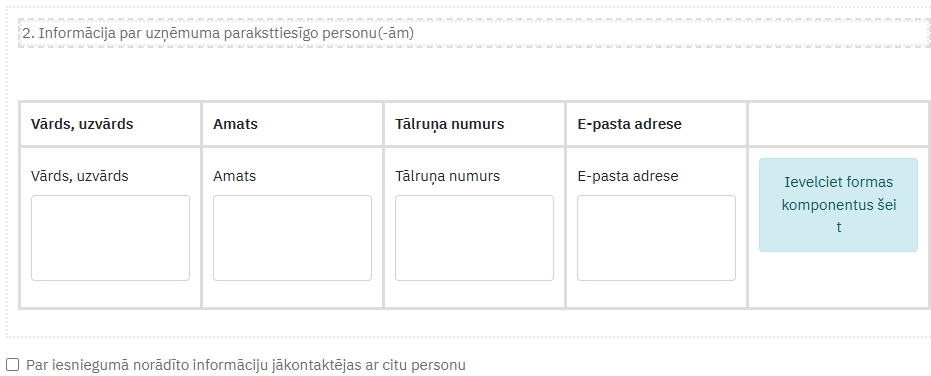 2. Informācija par uzņēmuma paraksttiesīgo personu(-ām)
Vārds, uzvārds Amats Tālruņa numurs E-pasta adrese
Vārds, uzvārds Amats Tālruņa numurs E-pasta adrese
Ievelciet formas
komponentus šei
t
Par iesniegumā norādīto informāciju jākontaktējas ar citu personu